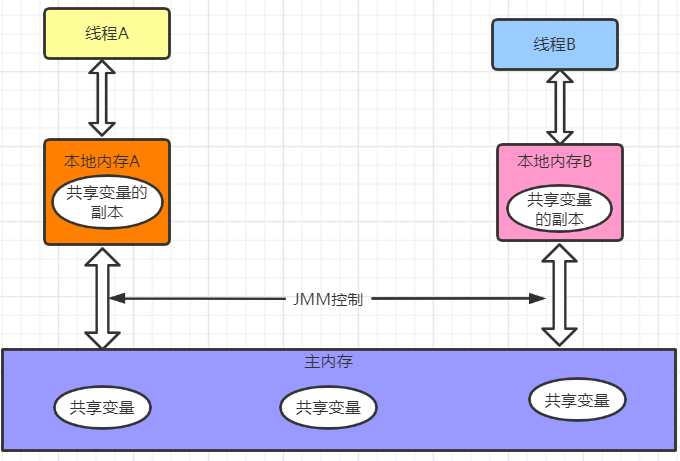 线程A
线程B
本地内存A
共享变量的
副本
本地内存B
共享变量
的副本
JMM控制
主内存
共享变量
共享变量
共享变量